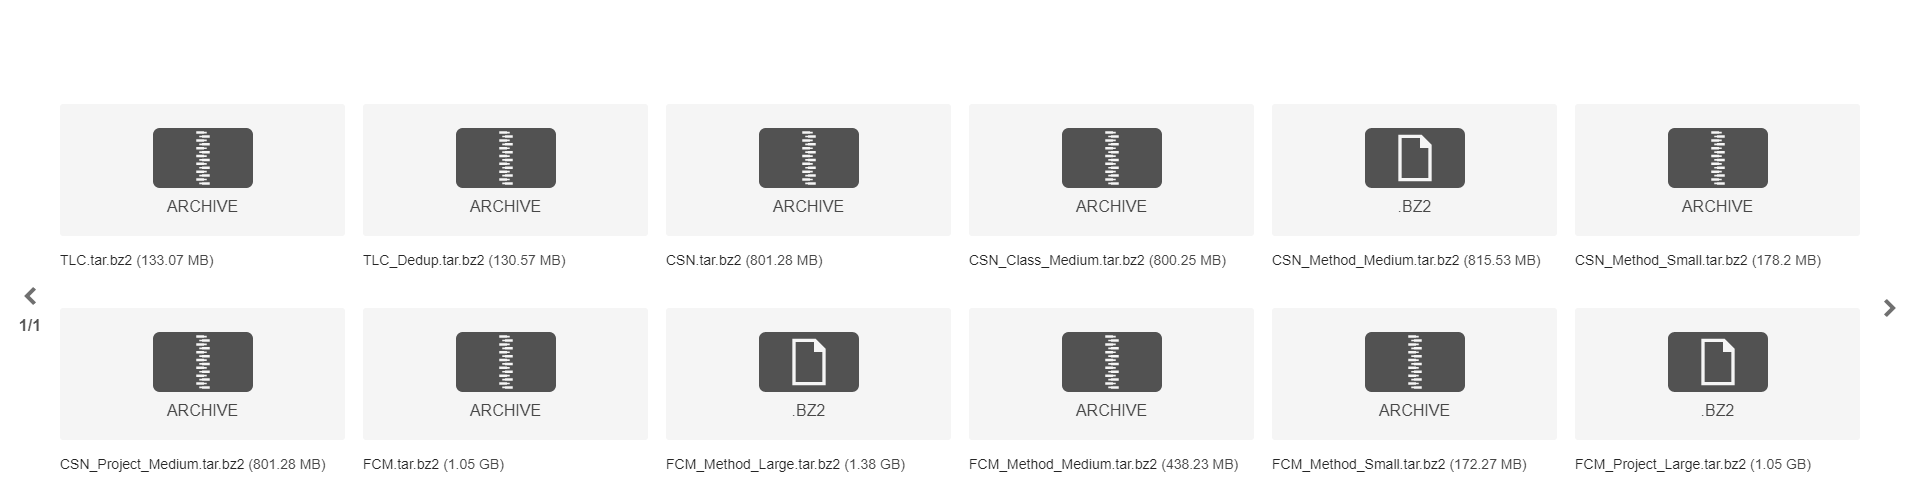 ARCHIVE
ARCHIVE
ARCHIVE
ARCHIVE
.BZ2
ARCHIVE
TLC.tar.bz2 (133.07 MB)
TLC_Dedup.tar.bz2 (130.57 MB)
CSN.tar.bz2 (801.28 MB)
CSN_Class_Medium.tar.bz2 (800.25 MB)
CSN_Method_Medium.tar.bz2 (815.53 MB)
CSN_Method_Small.tar.bz2 (178.2 MB)
1/1
ARCHIVE
ARCHIVE
.BZ2
ARCHIVE
ARCHIVE
.BZ2
CSN_Project_Medium.tar.bz2 (801.28 MB)
FCM.tar.bz2 (1.05 GB)
FCM_Method_Large.tar.bz2 (1.38 GB)
FCM_Method_Medium.tar.bz2 (438.23 MB)
FCM_Method_Small.tar.bz2 (172.27 MB)
FCM_Project_Large.tar.bz2 (1.05 GB)